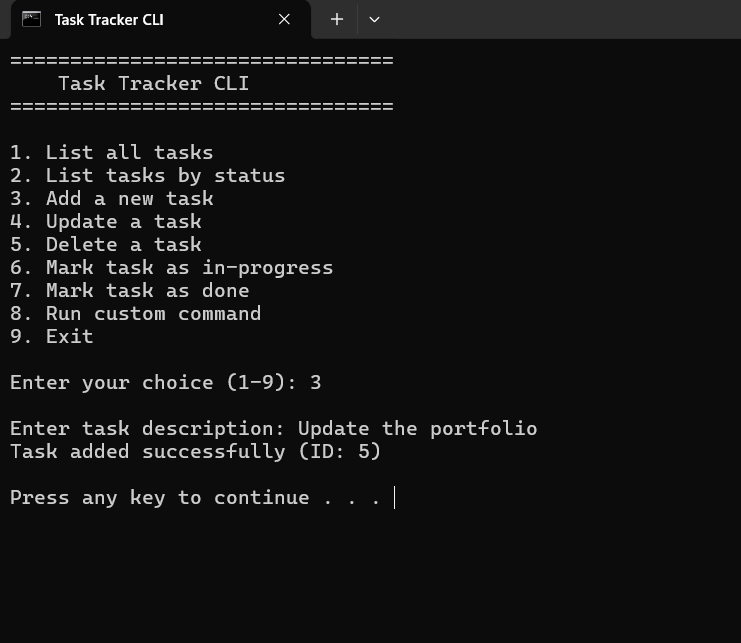 Task Tracker CLI
================================
    Task Tracker CLI
================================
1. List all tasks
2. List tasks by status
3. Add a new task
4. Update a task
5. Delete a task
6. Mark task as in-progress
7. Mark task as done
8. Run custom command
9. Exit
Enter your choice (1-9): 3
Enter task description: Update the portfolio
Task added successfully (ID: 5)
Press any key to continue . . .